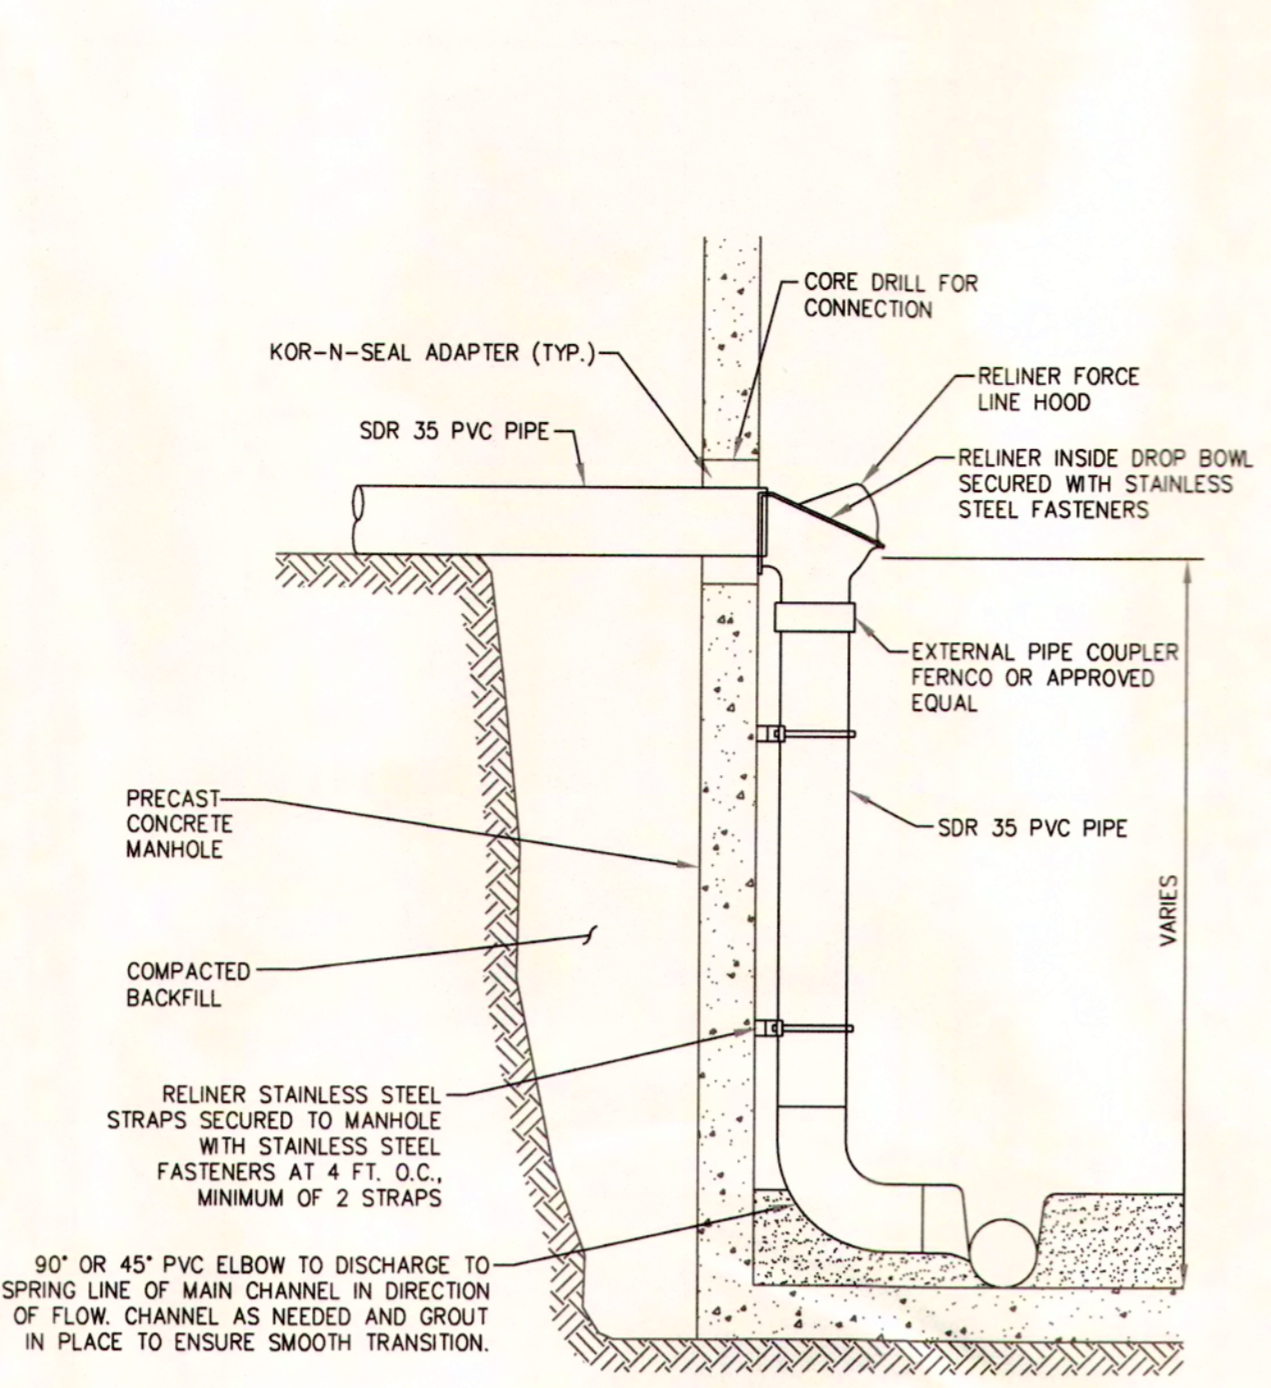 CORE DRILL FOR
CONNECTION
KOR-N-SEAL ADAPTER (TYP.)
RELINER FORCE
LINE HOOD
SDR 35 PVC PIPE
RELINER INSIDE DROP BOWL
SECURED WITH STAINLESS
STEEL FASTENERS
EXTERNAL PIPE COUPLER
FERNCO OR APPROVED
EQUAL
PRECAST
CONCRETE
MANHOLE
SDR 35 PVC PIPE
VARIES
COMPACTED
BACKFILL
RELINER STAINLESS STEEL
STRAPS SECURED TO MANHOLE
WITH STAINLESS STEEL
FASTENERS AT 4 FT. O.C.,
MINIMUM OF 2 STRAPS
90° OR 45° PVC ELBOW TO DISCHARGE TO
SPRING LINE OF MAIN CHANNEL IN DIRECTION
OF FLOW. CHANNEL AS NEEDED AND GROUT
IN PLACE TO ENSURE SMOOTH TRANSITION.